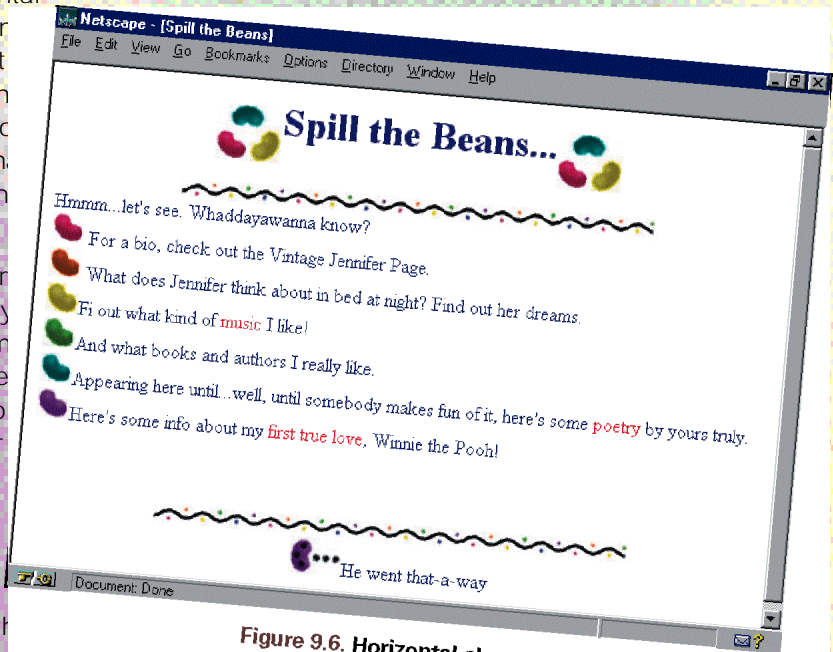 Netscape - [Spill the Beans]
File Edit View Go Bookmarks Options Directory Window Help
Spill the Beans...
Hmmm...let's see. Whaddayawanna know?
For a bio, check out the Vintage Jennifer Page.
What does Jennifer think about in bed at night? Find out her dreams.
Fi out what kind of music I like!
And what books and authors I really like.
Appearing here until...well, until somebody makes fun of it, here's some poetry by yours truly.
Here's some info about my first true love, Winnie the Pooh!
He went that-a-way
Document: Done
Figure 9.6. Horizontal